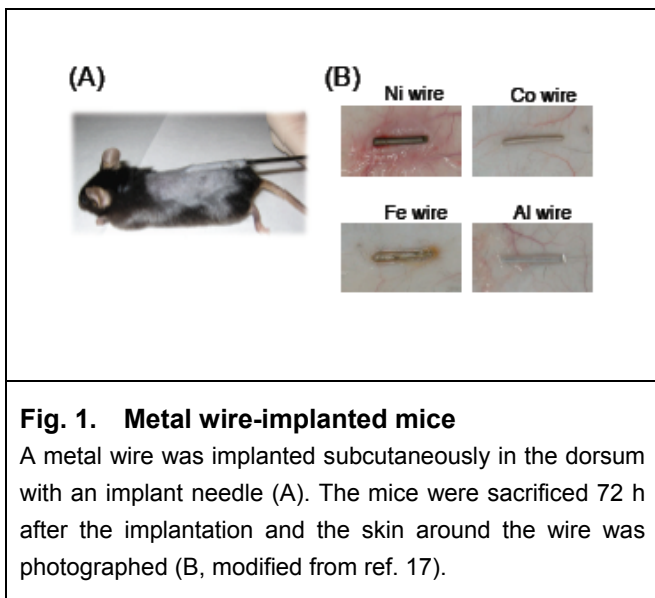 (A)
(B)
Ni wire
Co wire
Fe wire
Al wire
Fig. 1. Metal wire-implanted mice
A metal wire was implanted subcutaneously in the dorsum
with an implant needle (A). The mice were sacrificed 72 h
after the implantation and the skin around the wire was
photographed (B, modified from ref. 17).